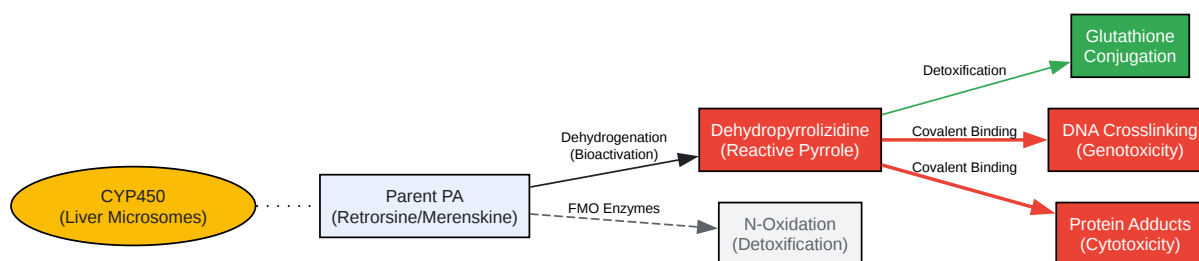 CYP450
(Liver Microsomes)
Parent PA
(Retrorsine/Merenskine)
Dehydrogenation
(Bioactivation)
FMO Enzymes
Dehydropyrrolizidine
(Reactive Pyrrole)
N-Oxidation
(Detoxification)
Detoxification
Covalent Binding
Covalent Binding
Glutathione
Conjugation
DNA Crosslinking
(Genotoxicity)
Protein Adducts
(Cytotoxicity)